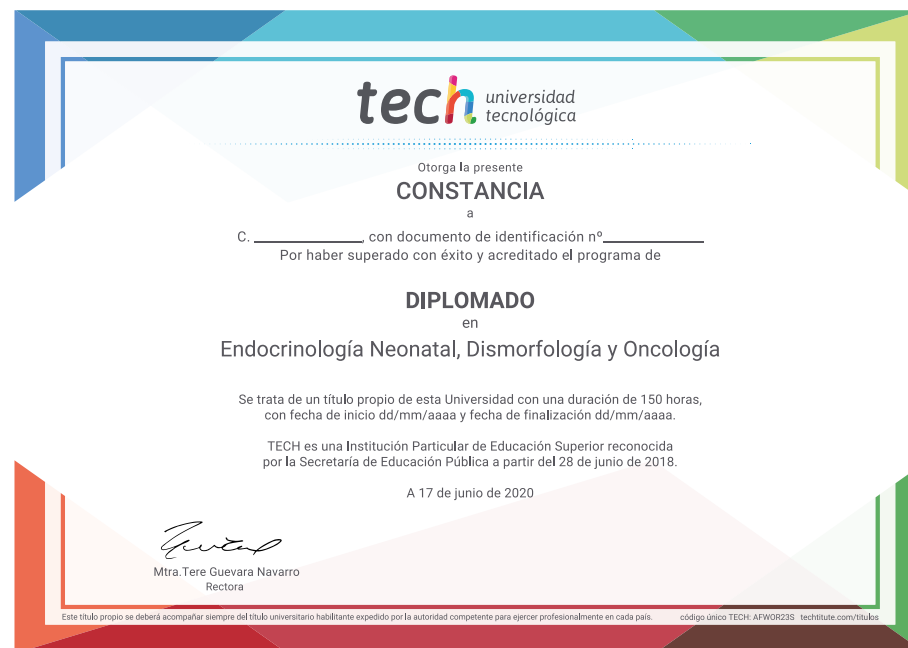 tech universidad
tecnológica
Otorga la presente
CONSTANCIA
a
C. ____________, con documento de identificación nº____________
Por haber superado con éxito y acreditado el programa de
DIPLOMADO
en
Endocrinología Neonatal, Dismorfología y Oncología
Se trata de un título propio de esta Universidad con una duración de 150 horas,
con fecha de inicio dd/mm/aaaa y fecha de finalización dd/mm/aaaa.
TECH es una Institución Particular de Educación Superior reconocida
por la Secretaría de Educación Pública a partir del 28 de junio de 2018.
A 17 de junio de 2020
Mtra.Tere Guevara Navarro
Rectora
Este título propio se deberá acompañar siempre del título universitario habilitante expedido por la autoridad competente para ejercer profesionalmente en cada país. código único TECH: AFWOR23S techtitute.com/titulos